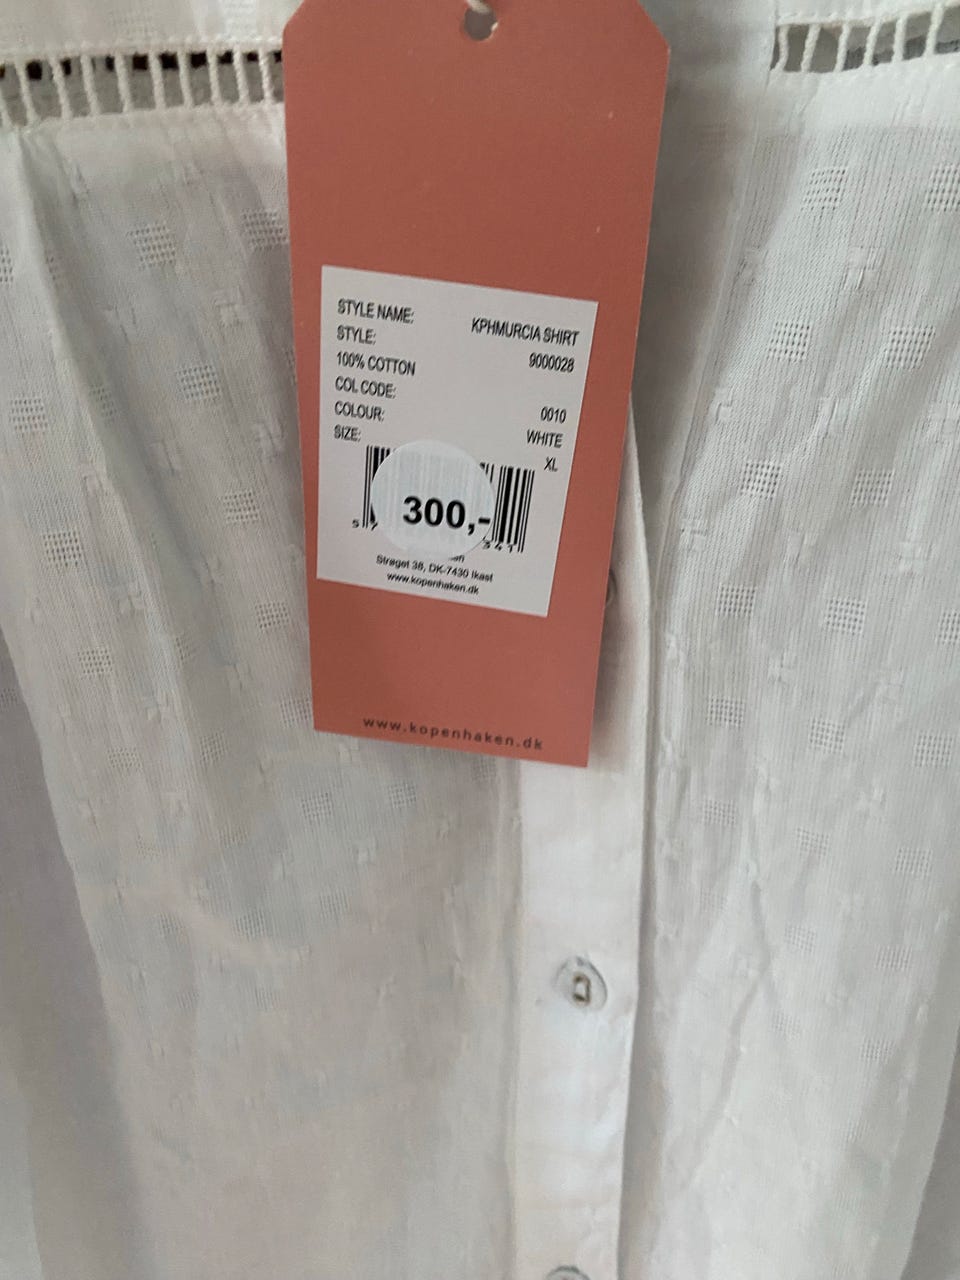 STYLE NAME: KPHMURCIA SHIRT
STYLE: 9000028
100% COTTON
COL CODE: 0010
COLOUR: WHITE
SIZE: XL
300,-
Strøget 38, DK-7430 Ikast
www.kopenhaken.dk
www.kopenhaken.dk